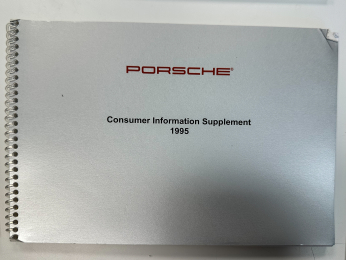 PORSCHE®
Consumer Information Supplement
1995